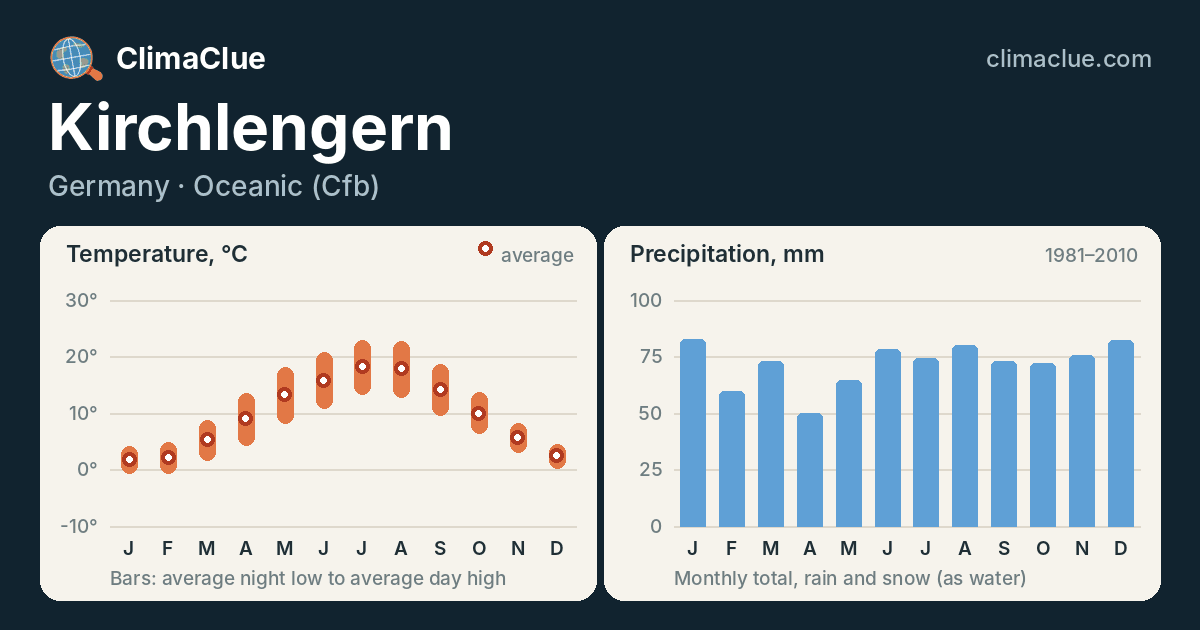 ClimaClue
climaclue.com
Kirchlengern
Germany · Oceanic (Cfb)
Temperature, °C
average
30°
20°
10°
0°
-10°
J F M A M J J A S O N D
Bars: average night low to average day high
Precipitation, mm
1981–2010
100
75
50
25
0
J F M A M J J A S O N D
Monthly total, rain and snow (as water)